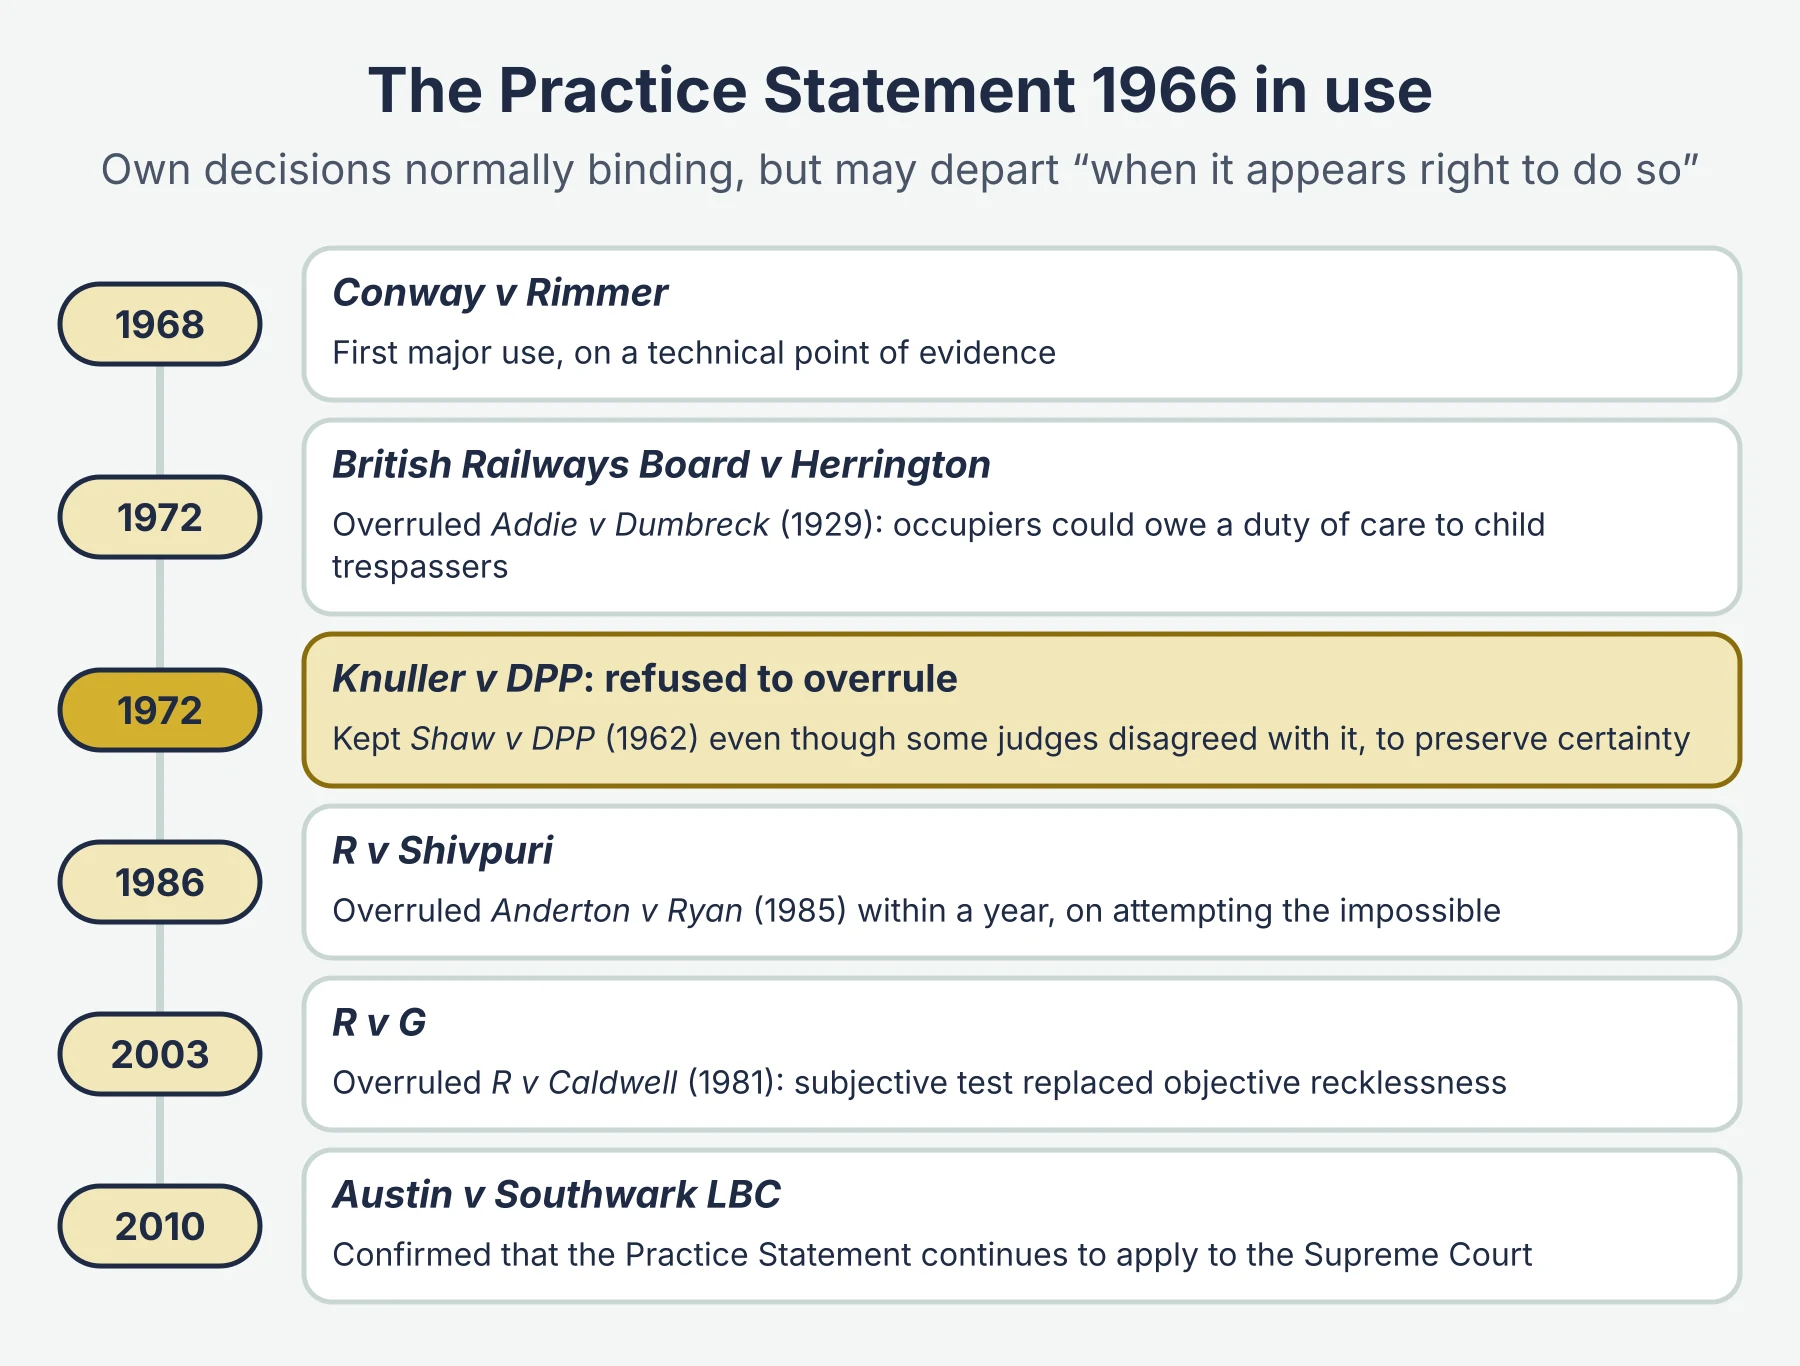 The Practice Statement 1966 in use
Own decisions normally binding, but may depart “when it appears right to do so”
1968
Conway v Rimmer
First major use, on a technical point of evidence
1972
British Railways Board v Herrington
Overruled Addie v Dumbreck (1929): occupiers could owe a duty of care to child
trespassers
1972
Knuller v DPP: refused to overrule
Kept Shaw v DPP (1962) even though some judges disagreed with it, to preserve certainty
1986
R v Shivpuri
Overruled Anderton v Ryan (1985) within a year, on attempting the impossible
2003
R v G
Overruled R v Caldwell (1981): subjective test replaced objective recklessness
2010
Austin v Southwark LBC
Confirmed that the Practice Statement continues to apply to the Supreme Court